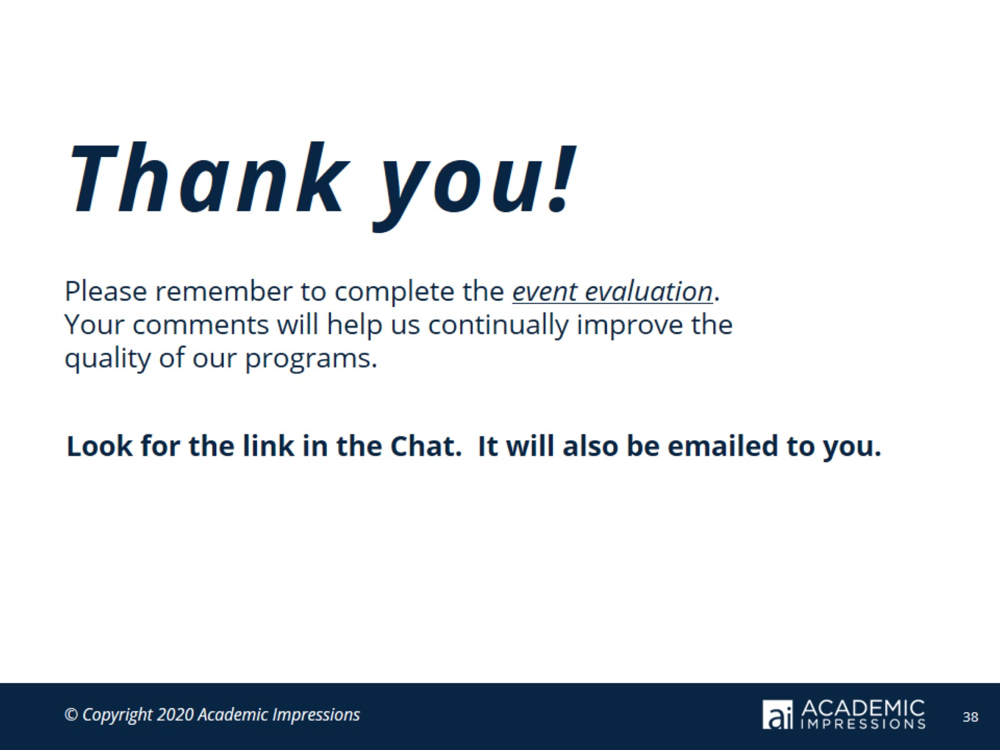 Thank you!
Please remember to complete the event evaluation.
Your comments will help us continually improve the
quality of our programs.
Look for the link in the Chat.  It will also be emailed to you.
© Copyright 2020 Academic Impressions
ai ACADEMIC
IMPRESSIONS
38